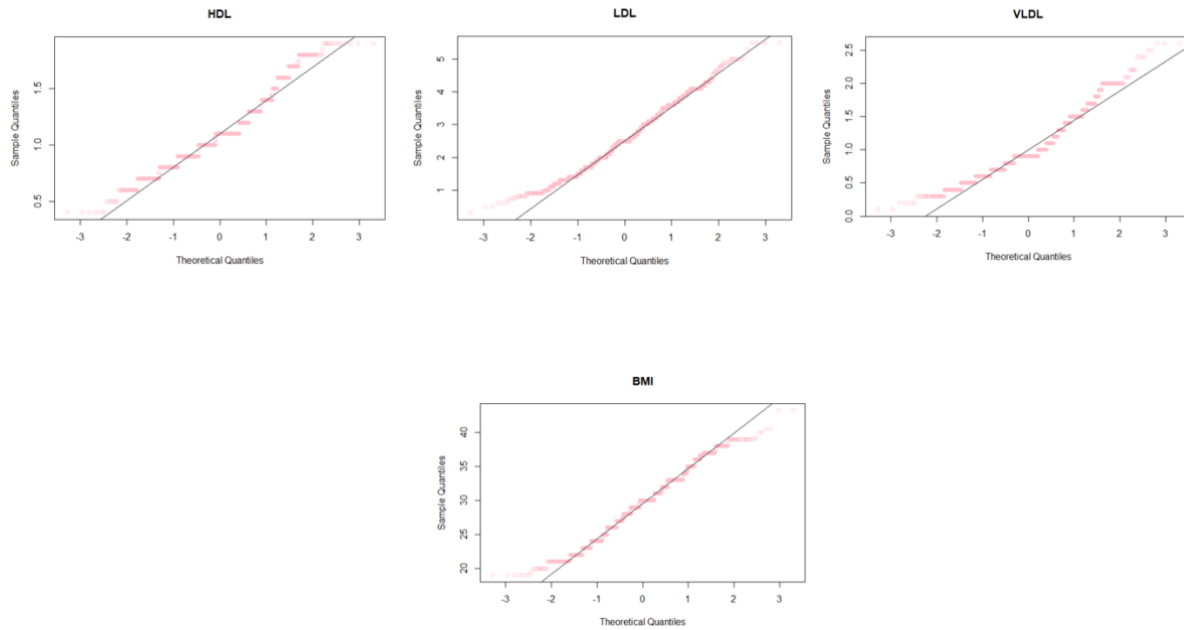 HDL
LDL
VLDL
Sample Quantiles
0.5 1.0 1.5
-3 -2 -1 0 1 2 3
Theoretical Quantiles
Sample Quantiles
1 2 3 4 5
-3 -2 -1 0 1 2 3
Theoretical Quantiles
Sample Quantiles
0.0 0.5 1.0 1.5 2.0 2.5
-3 -2 -1 0 1 2 3
Theoretical Quantiles
BMI
Sample Quantiles
20 25 30 35 40
-3 -2 -1 0 1 2 3
Theoretical Quantiles